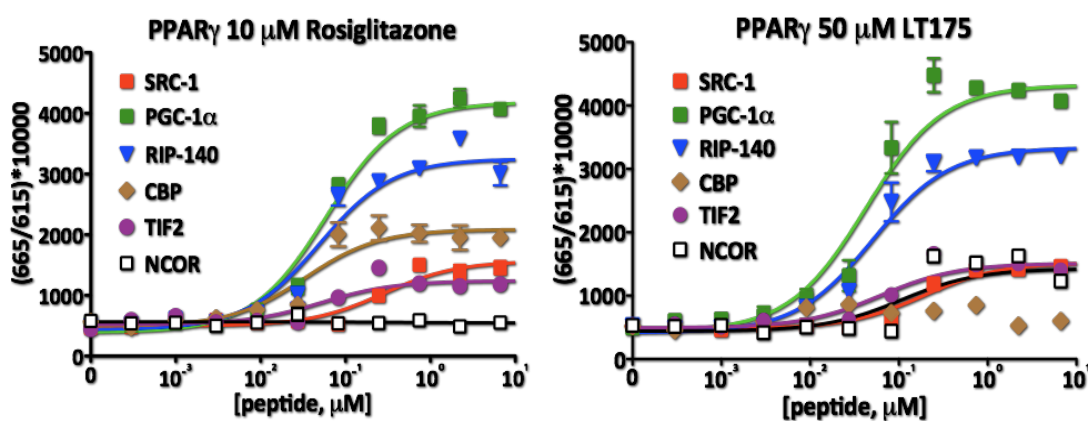 PPARγ 10 μM Rosiglitazone
(665/615)*10000
5000
4000
3000
2000
1000
0
SRC-1
PGC-1α
RIP-140
CBP
TIF2
NCOR
0 10⁻³ 10⁻² 10⁻¹ 10⁰ 10¹
[peptide, μM]
PPARγ 50 μM LT175
(665/615)*10000
5000
4000
3000
2000
1000
0
SRC-1
PGC-1α
RIP-140
CBP
TIF2
NCOR
0 10⁻³ 10⁻² 10⁻¹ 10⁰ 10¹
[peptide, μM]